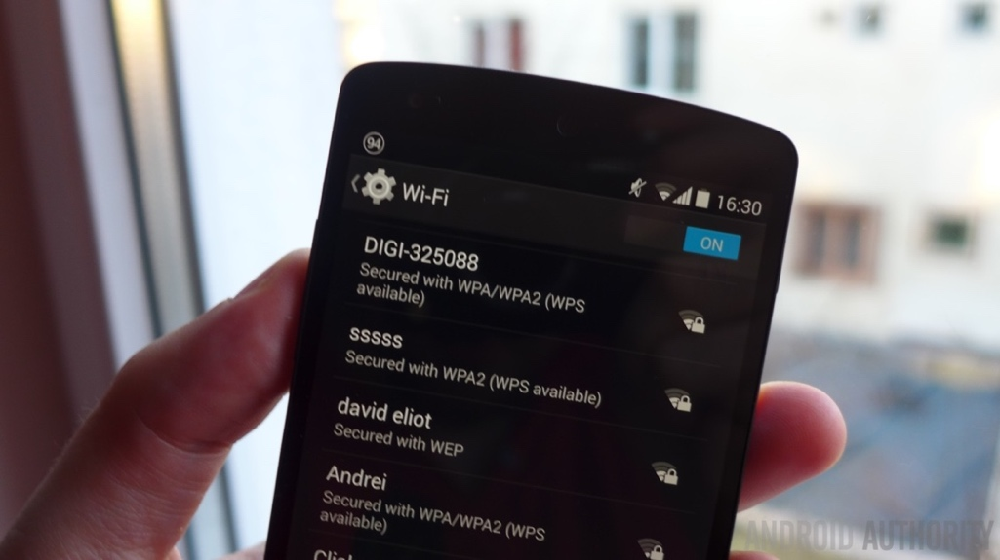 94
16:30
Wi-Fi
ON
DIGI-325088
Secured with WPA/WPA2 (WPS
available)
sssss
Secured with WPA2 (WPS available)
david eliot
Secured with WEP
Andrei
Secured with WPA/WPA2 (WPS
available)
ANDROID AUTHORITY